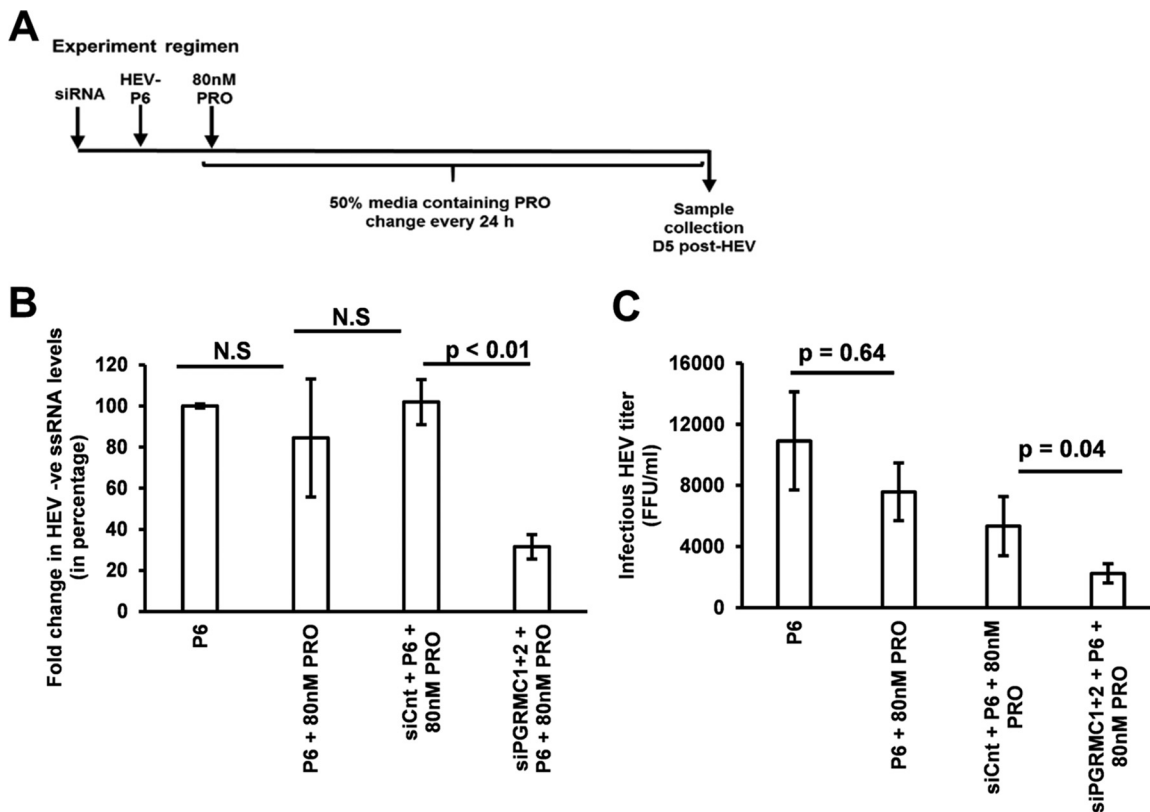 A
Experiment regimen
siRNA
HEV-
P6
80nM
PRO
50% media containing PRO
change every 24 h
Sample
collection
D5 post-HEV
B
Fold change in HEV -ve ssRNA levels
(in percentage)
120
100
80
60
40
20
0
N.S
N.S
p < 0.01
P6
P6 + 80nM PRO
siCnt + P6 +
80nM PRO
siPGRMC1+2 +
P6 + 80nM PRO
C
Infectious HEV titer
(FFU/ml)
16000
12000
8000
4000
0
p = 0.64
p = 0.04
P6
P6 + 80nM PRO
siCnt + P6 + 80nM
PRO
siPGRMC1+2 + P6 +
80nM PRO